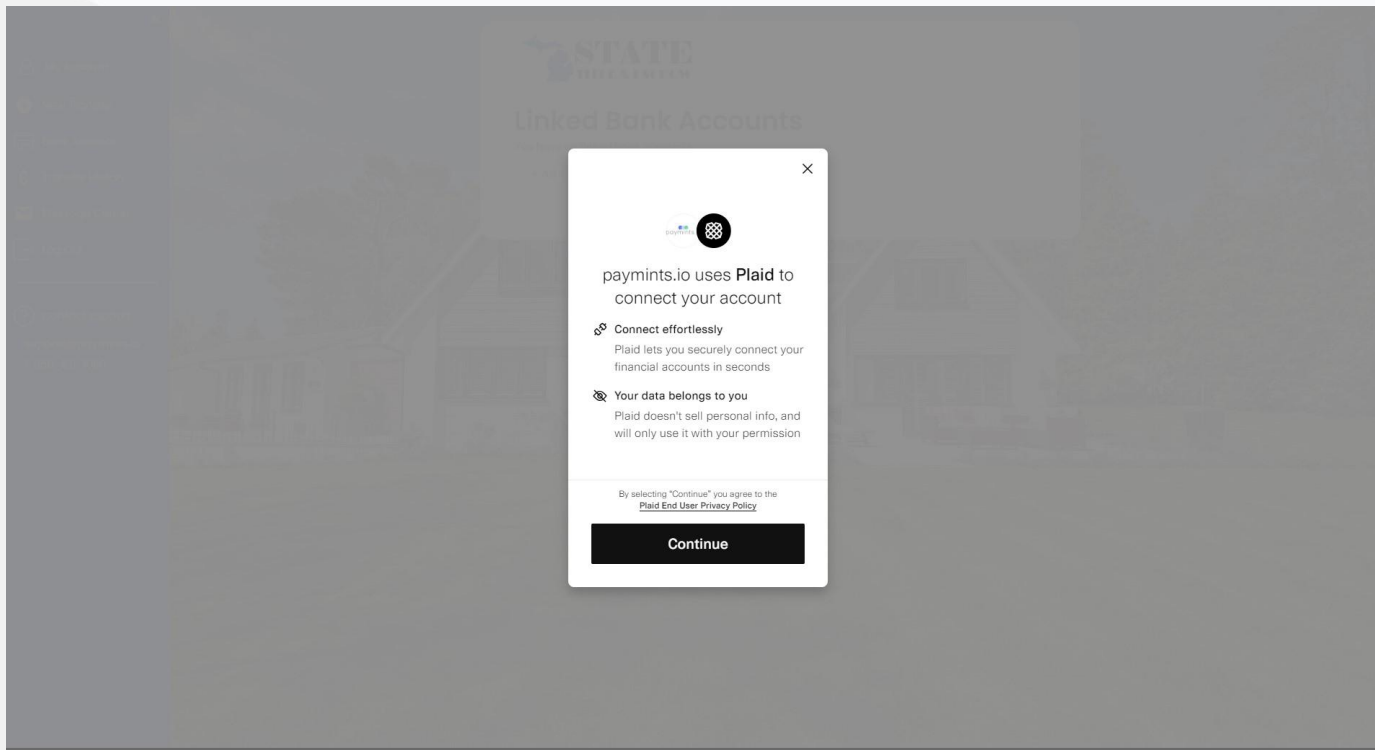 STATE
Linked Bank Accounts
paymints
paymints.io uses Plaid to
connect your account
Connect effortlessly
Plaid lets you securely connect your
financial accounts in seconds
Your data belongs to you
Plaid doesn't sell personal info, and
will only use it with your permission
By selecting "Continue" you agree to the
Plaid End User Privacy Policy
Continue